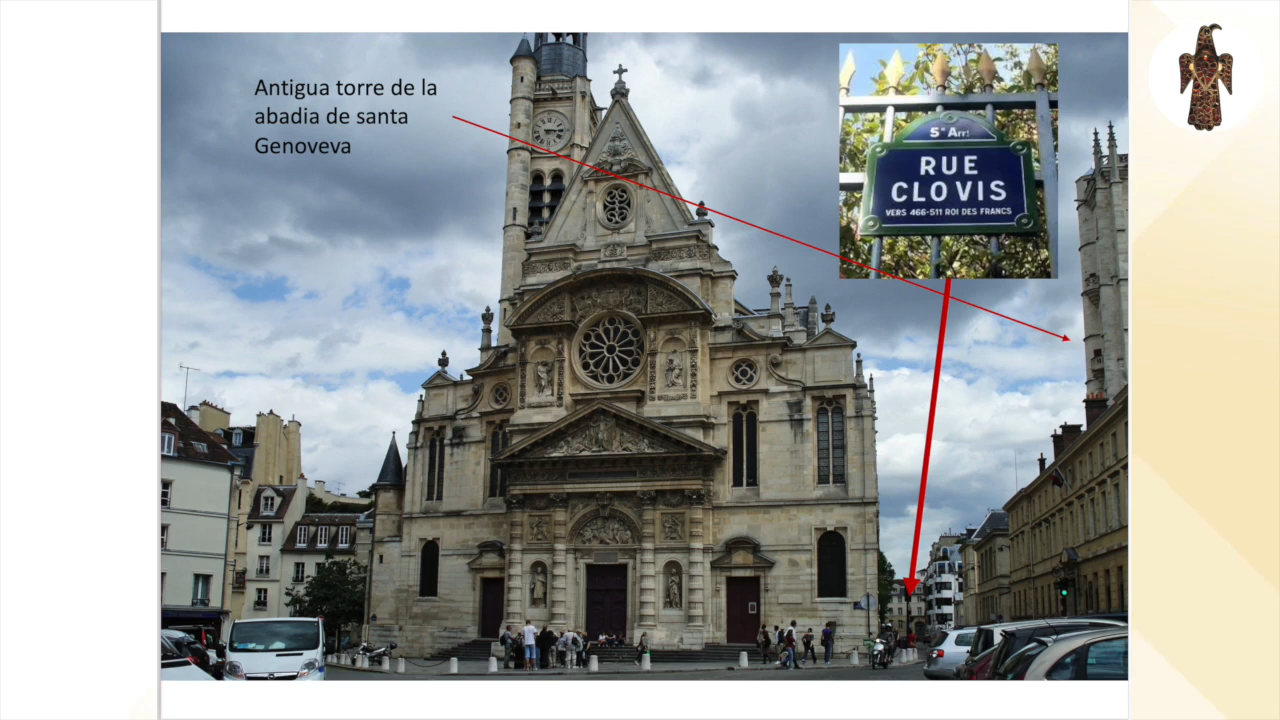 Antigua torre de la
abadia de santa
Genoveva
5e Arrt
RUE
CLOVIS
VERS 466-511 ROI DES FRANCS